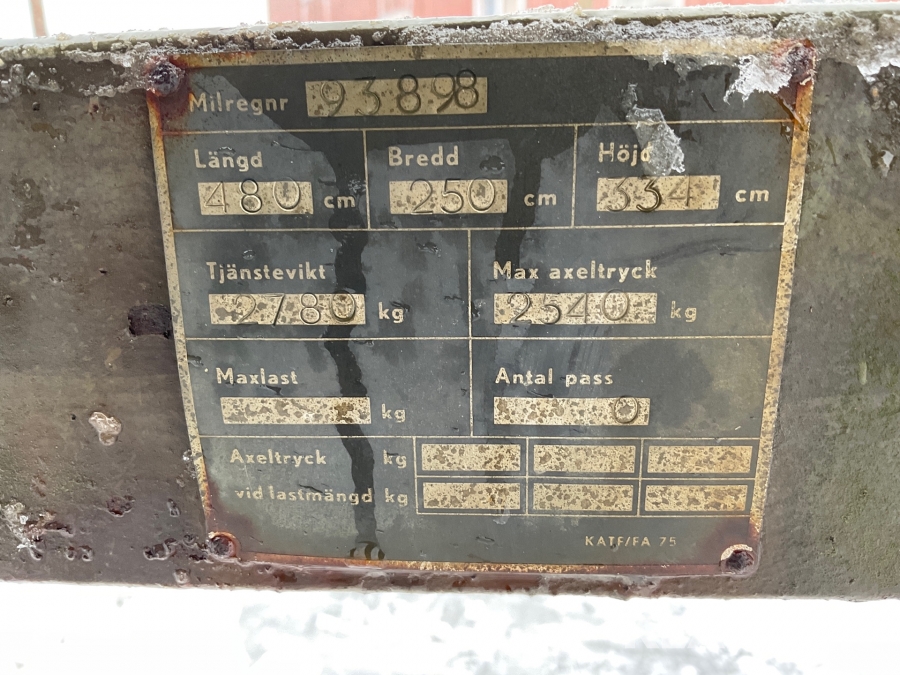 Milregnr 93898
Längd Bredd Höjd
480 cm 250 cm 334 cm
Tjänstevikt Max axeltryck
2780 kg 2540 kg
Maxlast Antal pass
kg 0
Axeltryck kg
vid lastmängd kg
KATF/FA 75